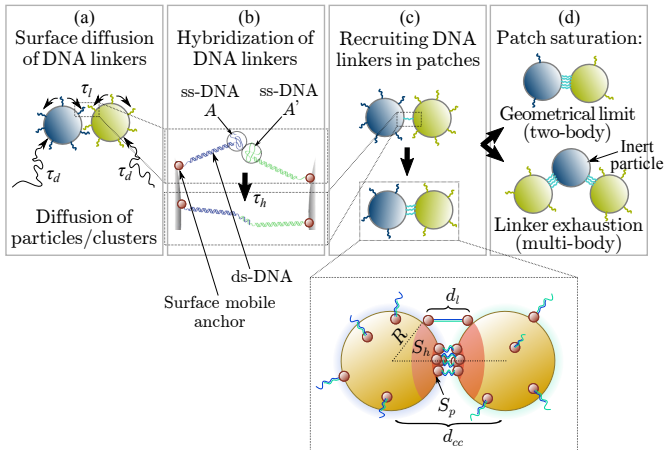 (a)
Surface diffusion
of DNA linkers
τ_l
τ_d
τ_d
Diffusion of
particles/clusters
(b)
Hybridization of
DNA linkers
ss-DNA
A
ss-DNA
A'
τ_h
ds-DNA
Surface mobile
anchor
(c)
Recruiting DNA
linkers in patches
(d)
Patch saturation:
Geometrical limit
(two-body)
Inert
particle
Linker exhaustion
(multi-body)
d_l
R
S_h
S_p
d_cc